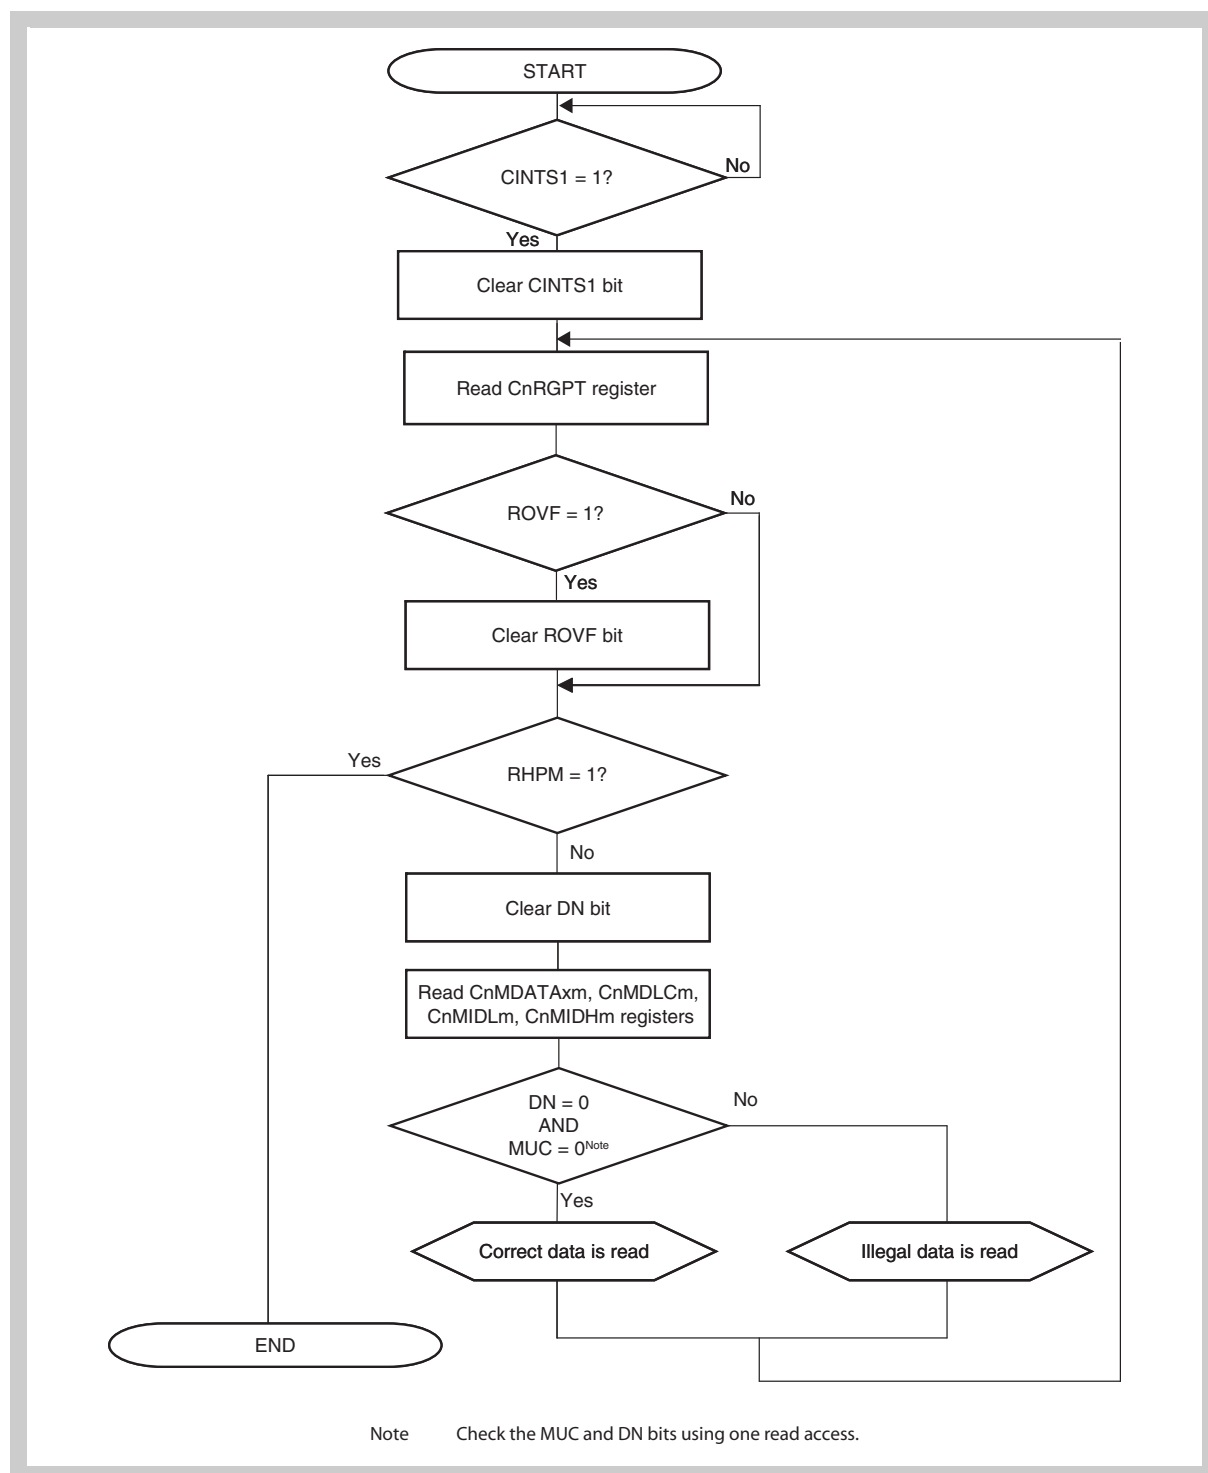 START
No
CINTS1 = 1?
Yes
Clear CINTS1 bit
Read CnRGPT register
No
ROVF = 1?
Yes
Clear ROVF bit
Yes
RHPM = 1?
No
Clear DN bit
Read CnMDATAxm, CnMDLCm,
CnMIDLm, CnMIDHm registers
DN = 0
AND
MUC = 0Note
No
Yes
Correct data is read
Illegal data is read
END
Note Check the MUC and DN bits using one read access.